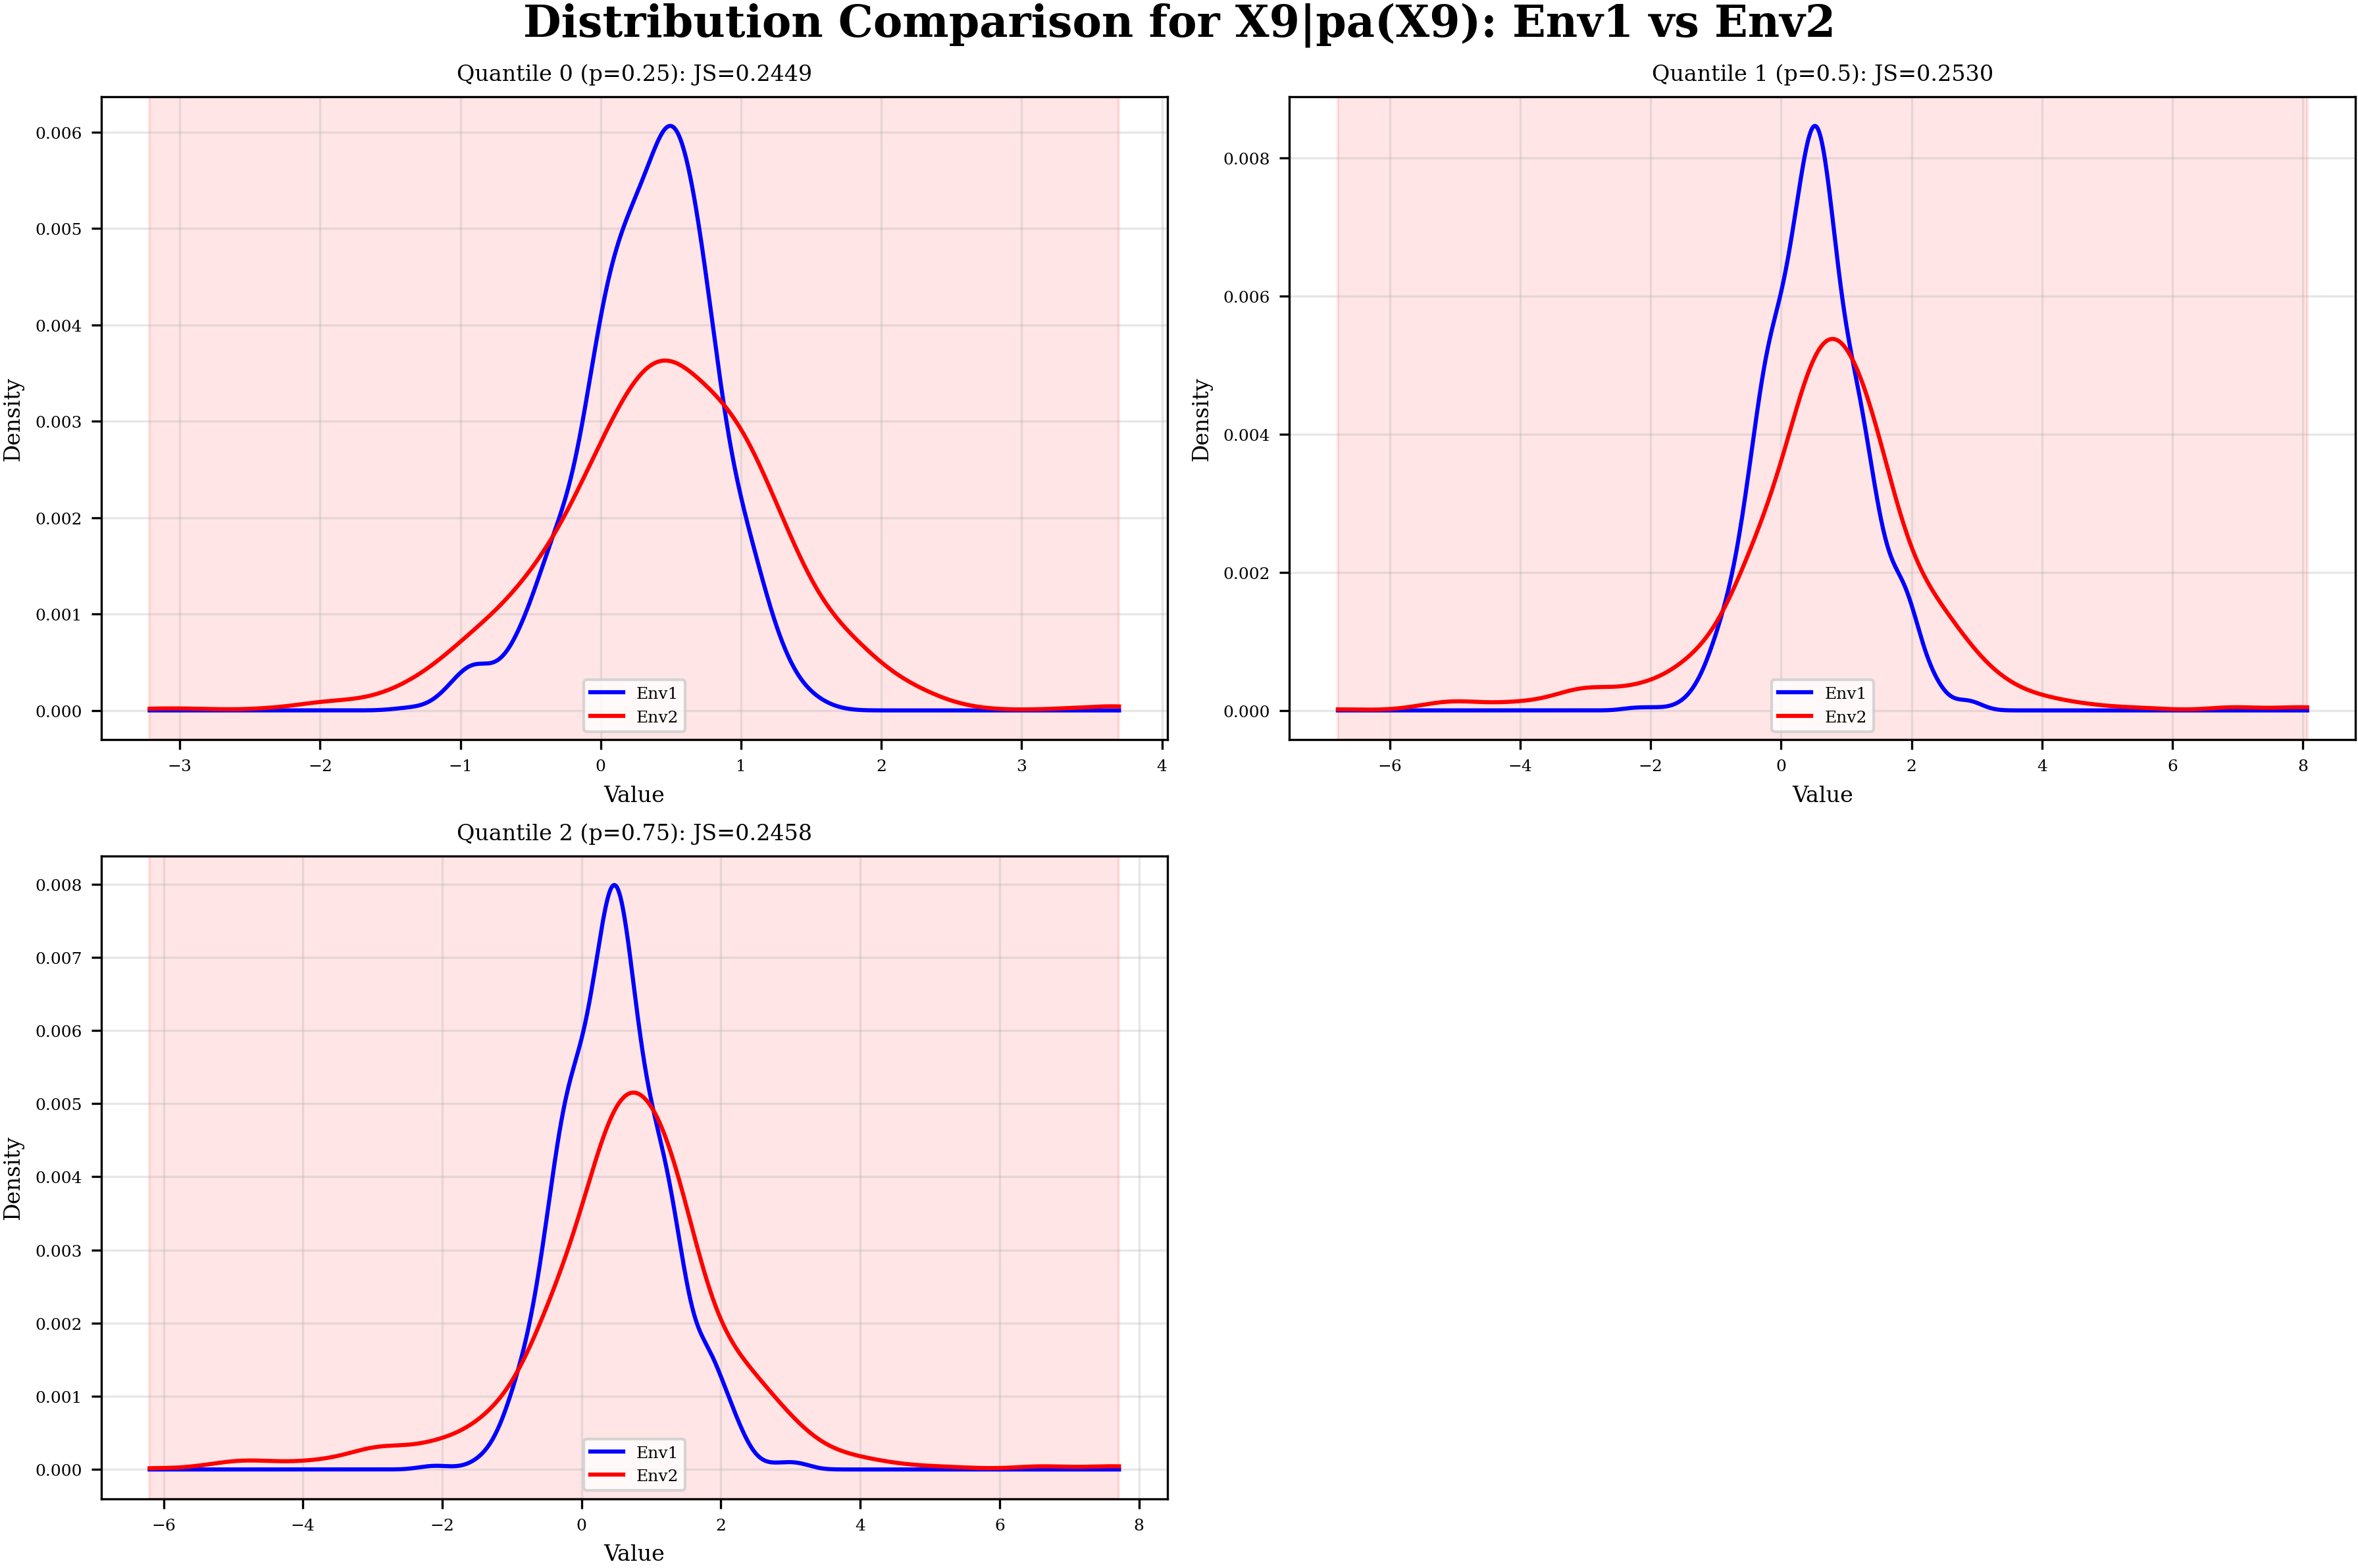 Distribution Comparison for X9|pa(X9): Env1 vs Env2
Quantile 0 (p=0.25): JS=0.2449
0.006
0.005
0.004
0.003
0.002
0.001
0.000
Density
Env1
Env2
−3 −2 −1 0 1 2 3 4
Value
Quantile 1 (p=0.5): JS=0.2530
0.008
0.006
0.004
0.002
0.000
Density
Env1
Env2
−6 −4 −2 0 2 4 6 8
Value
Quantile 2 (p=0.75): JS=0.2458
0.008
0.007
0.006
0.005
0.004
0.003
0.002
0.001
0.000
Density
Env1
Env2
−6 −4 −2 0 2 4 6 8
Value